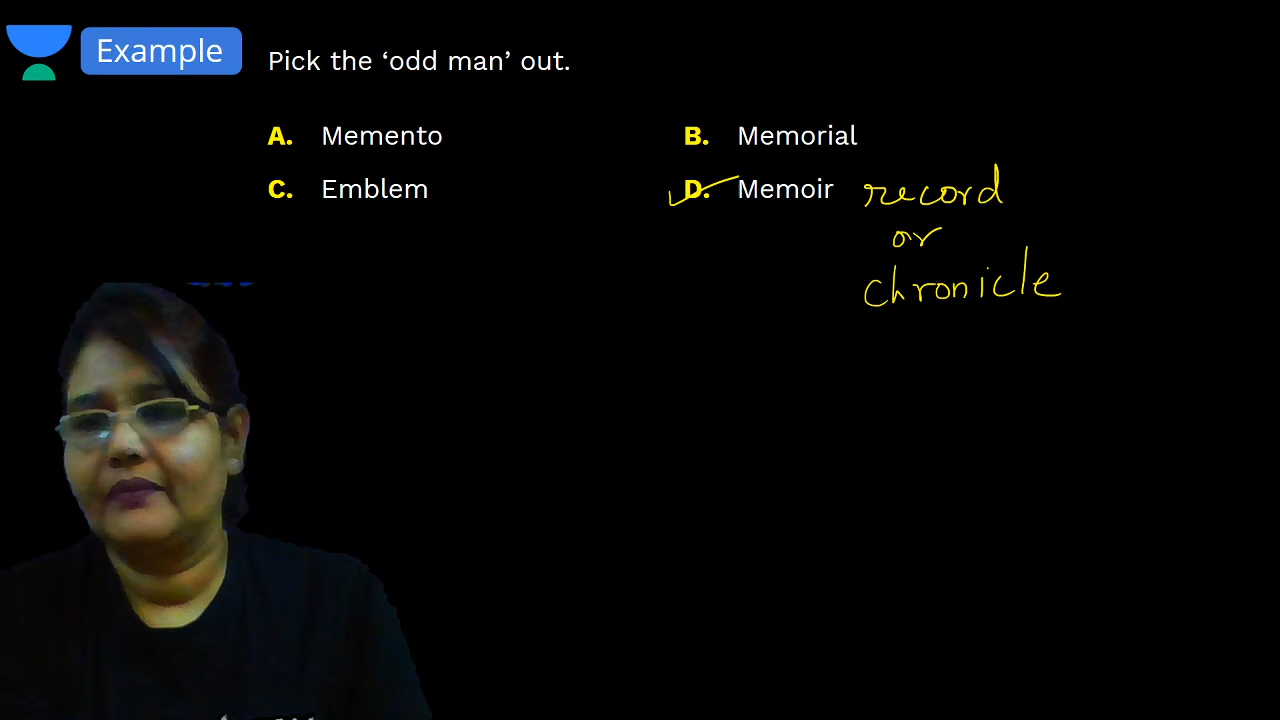 Example
Pick the ‘odd man’ out.
A. Memento
B. Memorial
C. Emblem
D. Memoir record
or
chronicle